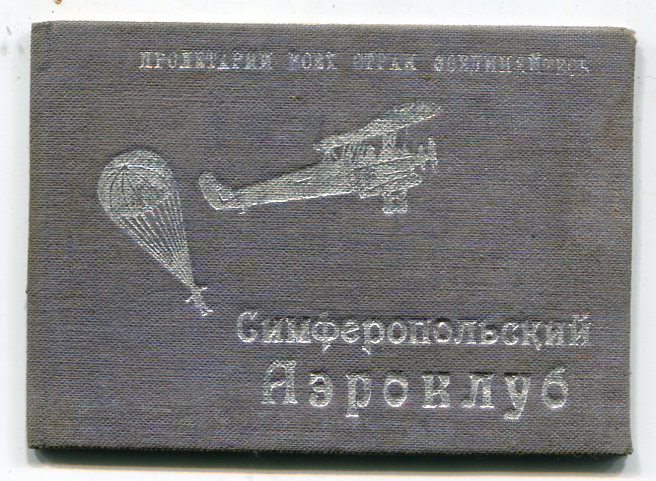 ПРОЛЕТАРИИ ВСЕХ СТРАН СОЕДИНЯЙТЕСЬ
Симферопольский
Аэроклуб